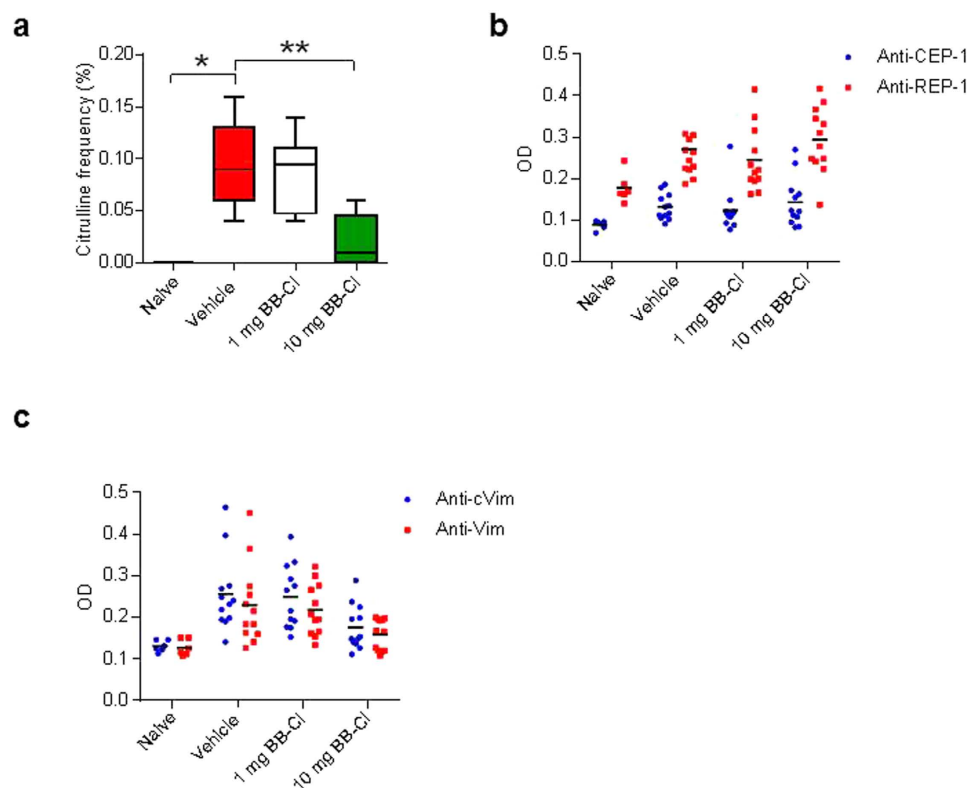 a
Citrulline frequency (%)
0.20
0.15
0.10
0.05
0.00
*
**
Naïve
Vehicle
1 mg BB-Cl
10 mg BB-Cl
b
OD
0.5
0.4
0.3
0.2
0.1
0.0
Anti-CEP-1
Anti-REP-1
Naïve
Vehicle
1 mg BB-Cl
10 mg BB-Cl
c
OD
0.5
0.4
0.3
0.2
0.1
0.0
Anti-cVim
Anti-Vim
Naïve
Vehicle
1 mg BB-Cl
10 mg BB-Cl